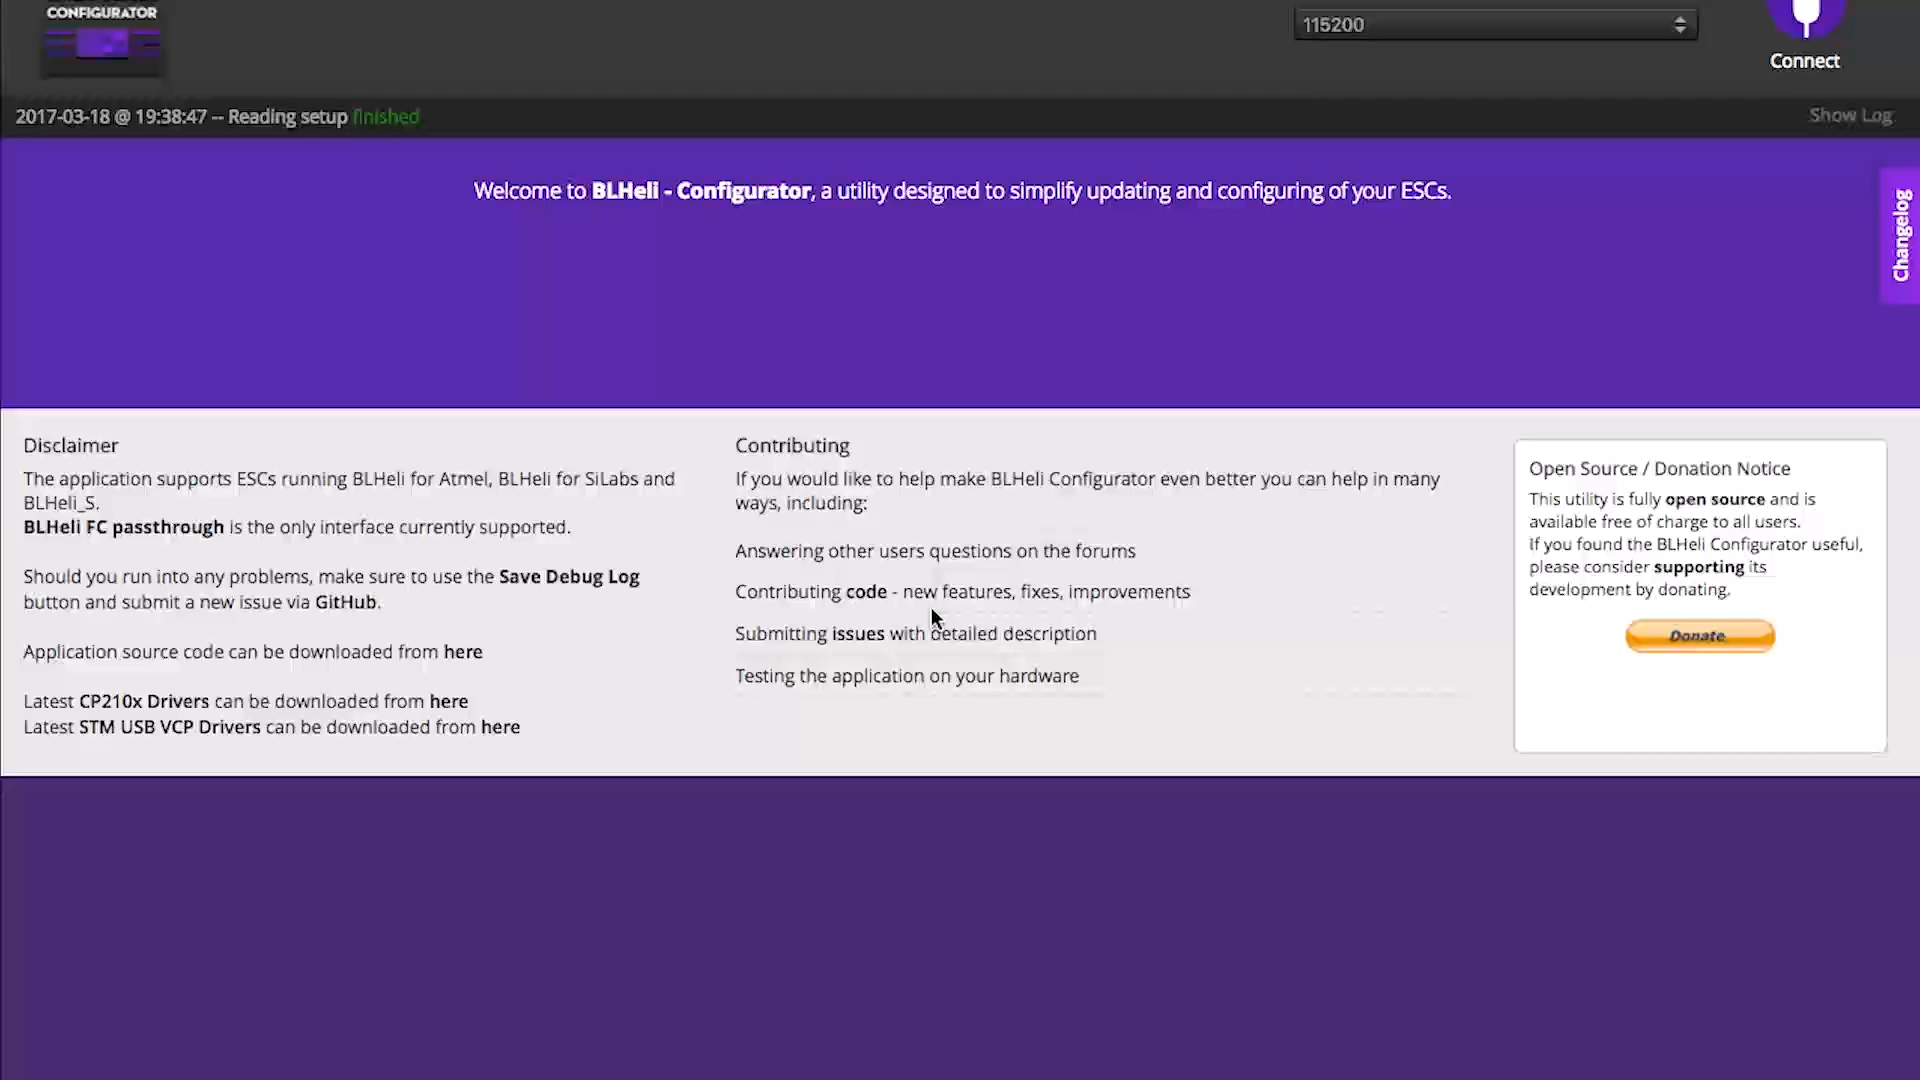 CONFIGURATOR
115200
Connect
2017-03-18 @ 19:38:47 -- Reading setup finished
Show Log
Welcome to BLHeli - Configurator, a utility designed to simplify updating and configuring of your ESCs.
Changelog
Disclaimer
The application supports ESCs running BLHeli for Atmel, BLHeli for SiLabs and
BLHeli_S.
BLHeli FC passthrough is the only interface currently supported.
Should you run into any problems, make sure to use the Save Debug Log
button and submit a new issue via GitHub.
Application source code can be downloaded from here
Latest CP210x Drivers can be downloaded from here
Latest STM USB VCP Drivers can be downloaded from here
Contributing
If you would like to help make BLHeli Configurator even better you can help in many
ways, including:
Answering other users questions on the forums
Contributing code - new features, fixes, improvements
Submitting issues with detailed description
Testing the application on your hardware
Open Source / Donation Notice
This utility is fully open source and is
available free of charge to all users.
If you found the BLHeli Configurator useful,
please consider supporting its
development by donating.
Donate